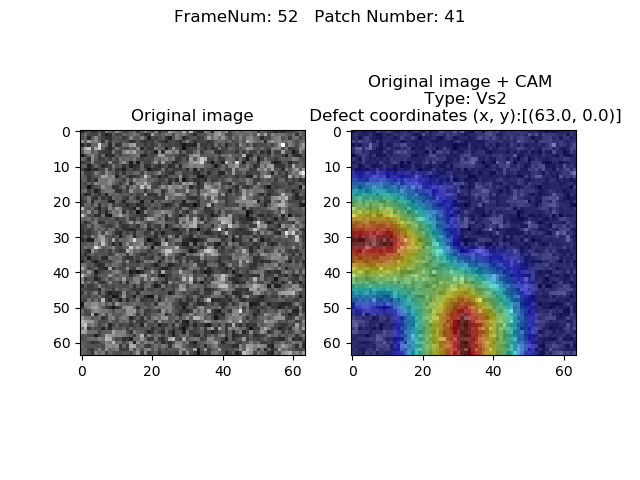 FrameNum: 52   Patch Number: 41
Original image
0
10
20
30
40
50
60
0 20 40 60
Original image + CAM
Type: Vs2
Defect coordinates (x, y):[(63.0, 0.0)]
0
10
20
30
40
50
60
0 20 40 60